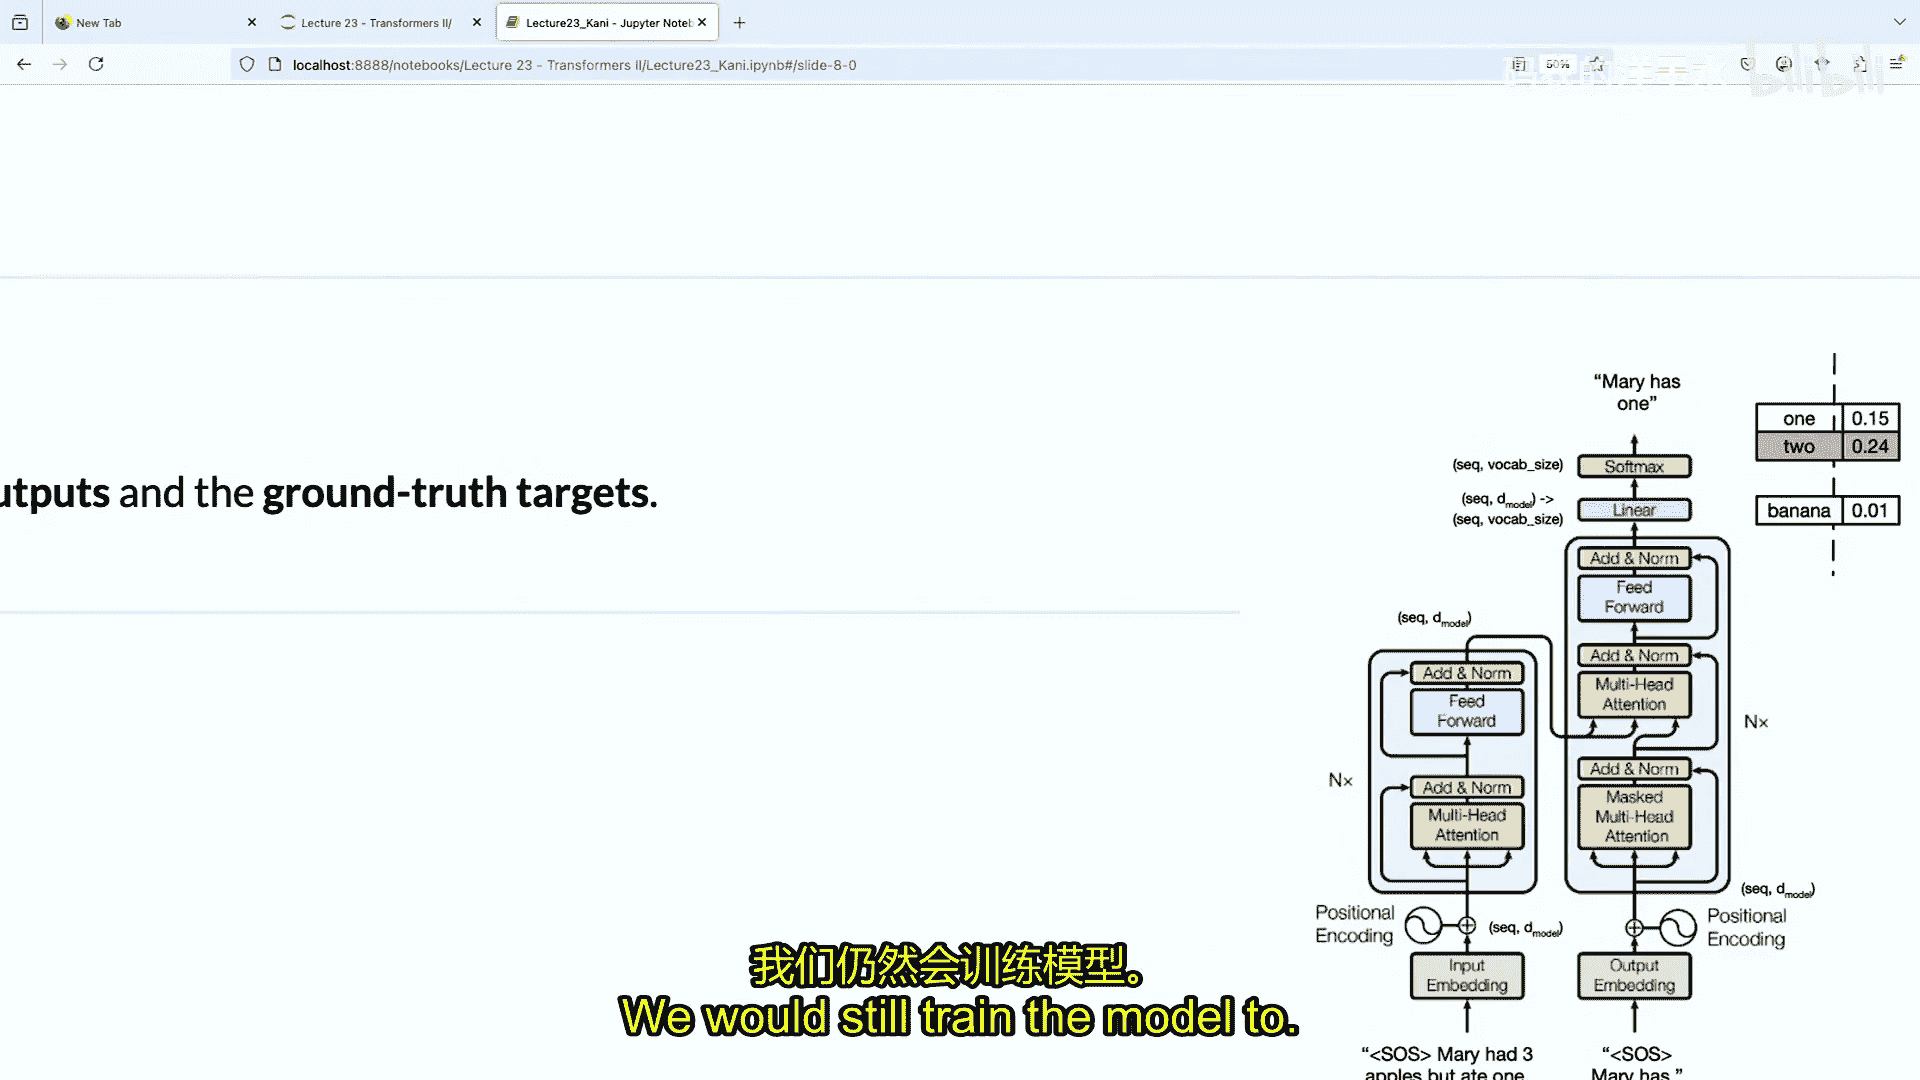 New Tab
Lecture 23 - Transformers II/
Lecture23_Kani - Jupyter Noteb
localhost:8888/notebooks/Lecture 23 - Transformers II/Lecture23_Kani.ipynb#/slide-8-0
50%
bilibili
utputs and the ground-truth targets.
“Mary has
one”
one 0.15
two 0.24
banana 0.01
(seq, vocab_size)
Softmax
(seq, dmodel) ->
(seq, vocab_size)
Linear
Add & Norm
Feed
Forward
Add & Norm
Multi-Head
Attention
Nx
Add & Norm
Masked
Multi-Head
Attention
(seq, dmodel)
Add & Norm
Feed
Forward
Nx
Add & Norm
Multi-Head
Attention
(seq, dmodel)
Positional
Encoding
(seq, dmodel)
Positional
Encoding
Input
Embedding
Output
Embedding
“<SOS> Mary had 3
apples but ate one
“<SOS>
Mary has ”
我们仍然会训练模型。
We would still train the model to.